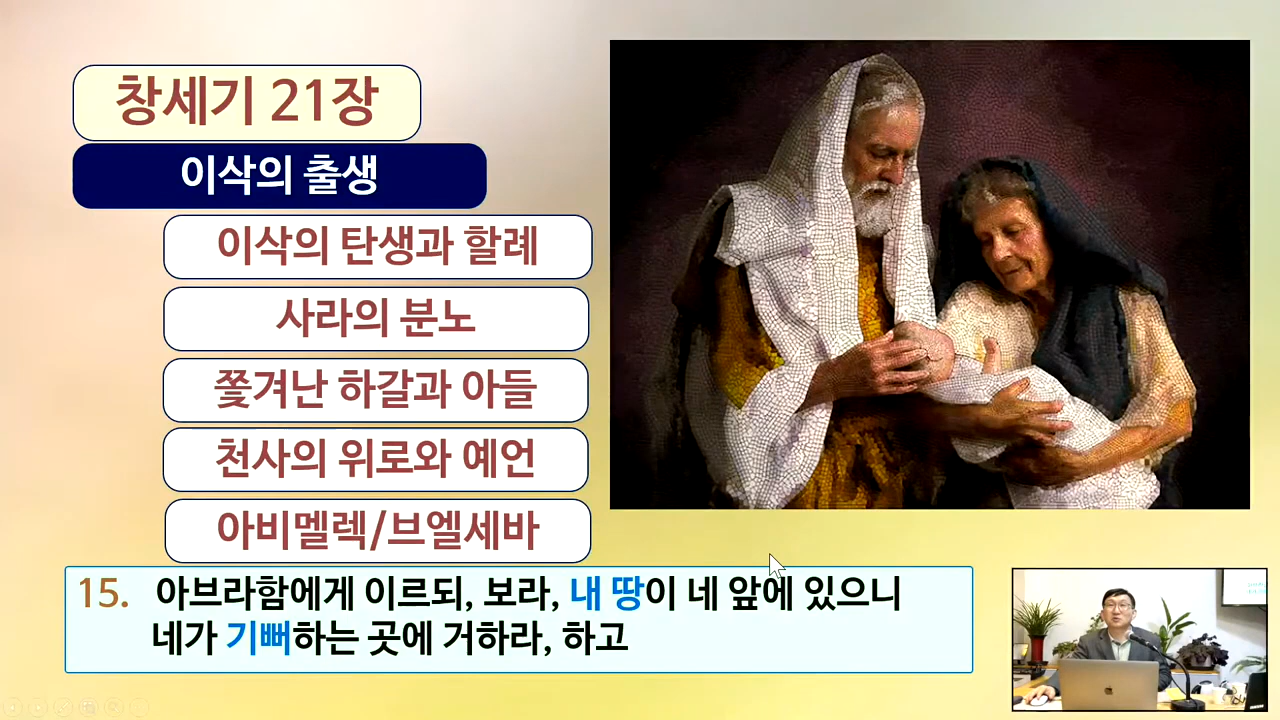 창세기 21장
이삭의 출생
이삭의 탄생과 할례
사라의 분노
쫓겨난 하갈과 아들
천사의 위로와 예언
아비멜렉/브엘세바
15. 아브라함에게 이르되, 보라, 내 땅이 네 앞에 있으니
네가 기뻐하는 곳에 거하라, 하고